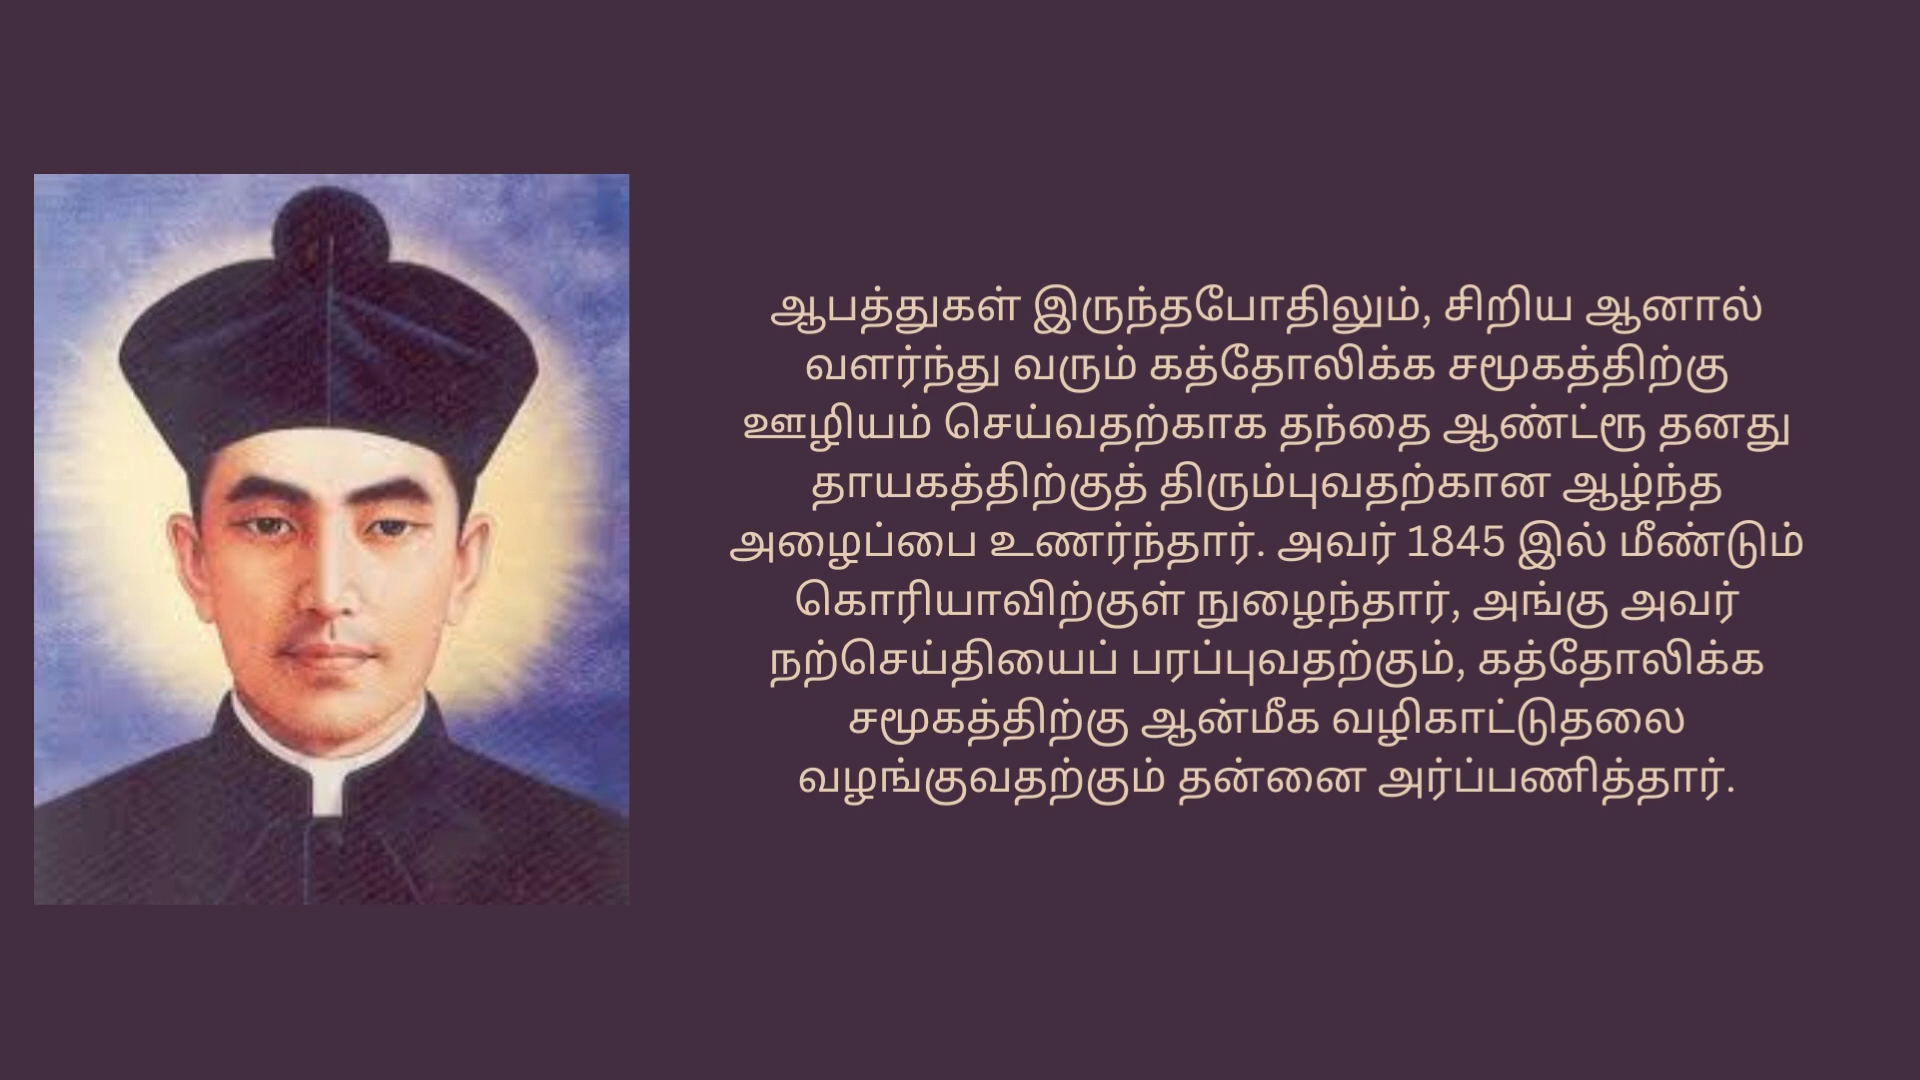 ஆபத்துகள் இருந்தபோதிலும், சிறிய ஆனால்
வளர்ந்து வரும் கத்தோலிக்க சமூகத்திற்கு
ஊழியம் செய்வதற்காக தந்தை ஆண்ட்ரூ தனது
தாயகத்திற்குத் திரும்புவதற்கான ஆழ்ந்த
அழைப்பை உணர்ந்தார். அவர் 1845 இல் மீண்டும்
கொரியாவிற்குள் நுழைந்தார், அங்கு அவர்
நற்செய்தியைப் பரப்புவதற்கும், கத்தோலிக்க
சமூகத்திற்கு ஆன்மீக வழிகாட்டுதலை
வழங்குவதற்கும் தன்னை அர்ப்பணித்தார்.